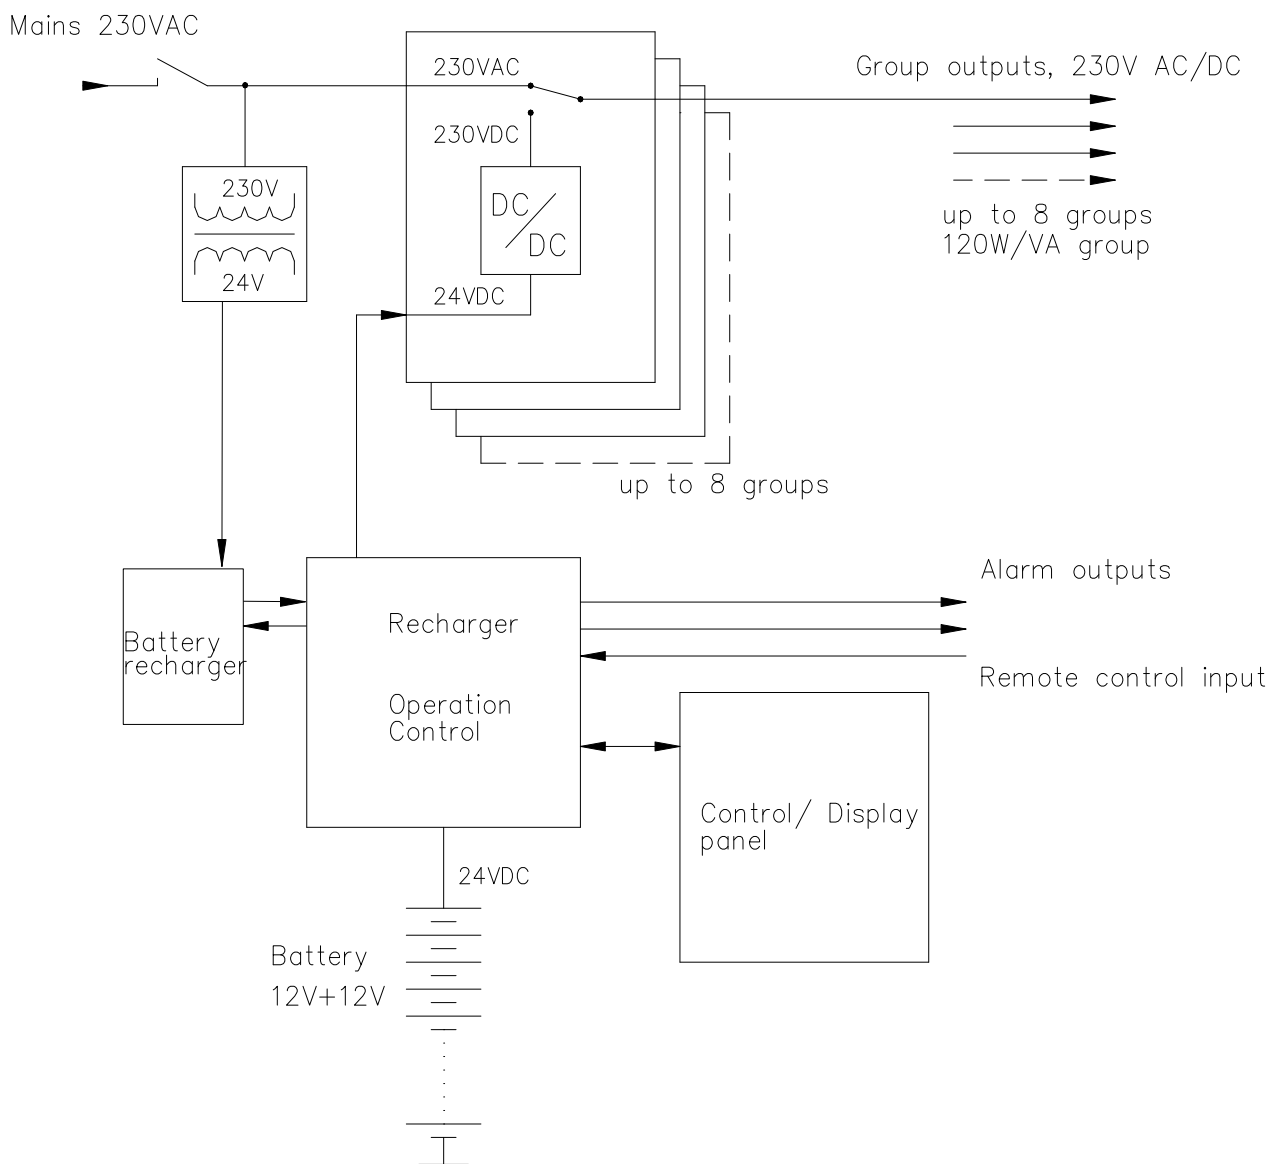 Mains 230VAC
230VAC
Group outputs, 230V AC/DC
230VDC
230V
DC/
DC
up to 8 groups
120W/VA group
24V
24VDC
up to 8 groups
Alarm outputs
Recharger
Battery
recharger
Remote control input
Operation
Control
Control/ Display
panel
24VDC
Battery
12V+12V